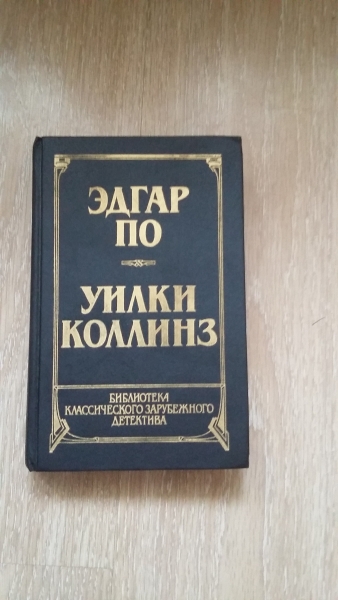 ЭДГАР
ПО
УИЛКИ
КОЛЛИНЗ
БИБЛИОТЕКА
КЛАССИЧЕСКОГО ЗАРУБЕЖНОГО
ДЕТЕКТИВА